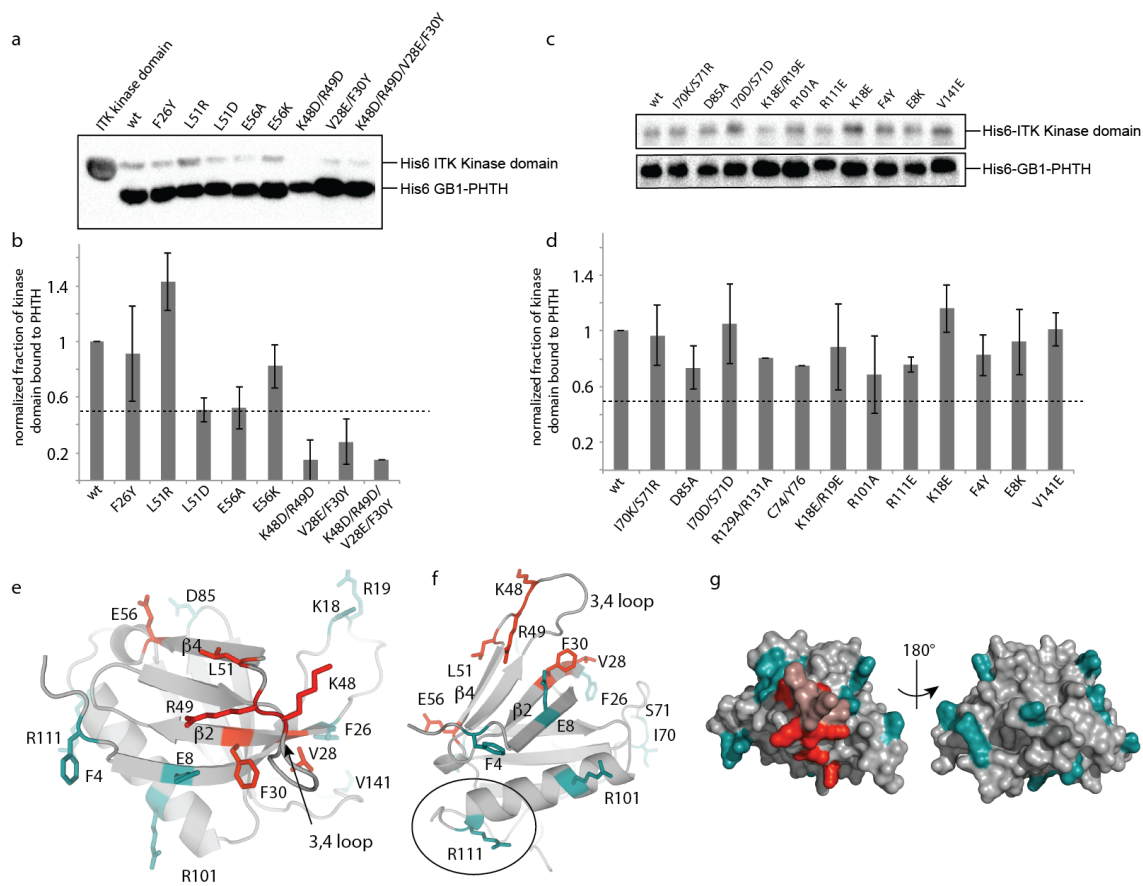 a
ITK kinase domain
wt
F26Y
L51R
L51D
E56A
E56K
K48D/R49D
V28E/F30Y
K48D/R49D/V28E/F30Y
His6 ITK Kinase domain
His6 GB1-PHTH
b
normalized fraction of kinase
domain bound to PHTH
1.4
1
0.6
0.2
wt
F26Y
L51R
L51D
E56A
E56K
K48D/R49D
V28E/F30Y
K48D/R49D/
V28E/F30Y
c
wt
I70K/S71R
D85A
I70D/S71D
K18E/R19E
R101A
R111E
K18E
F4Y
E8K
V141E
His6-ITK Kinase domain
His6-GB1-PHTH
d
normalized fraction of kinase
domain bound to PHTH
1.4
1
0.6
0.2
wt
I70K/S71R
D85A
I70D/S71D
R129A/R131A
C74/Y76
K18E/R19E
R101A
R111E
K18E
F4Y
E8K
V141E
e
D85
R19
E56
K18
β4
L51
K48
R49
β2
F26
R111
E8
V28
F4
F30
V141
3,4 loop
R101
f
K48
3,4 loop
R49
F30
L51
V28
β4
E56
F26
β2
E8
S71
I70
F4
R101
R111
g
180°